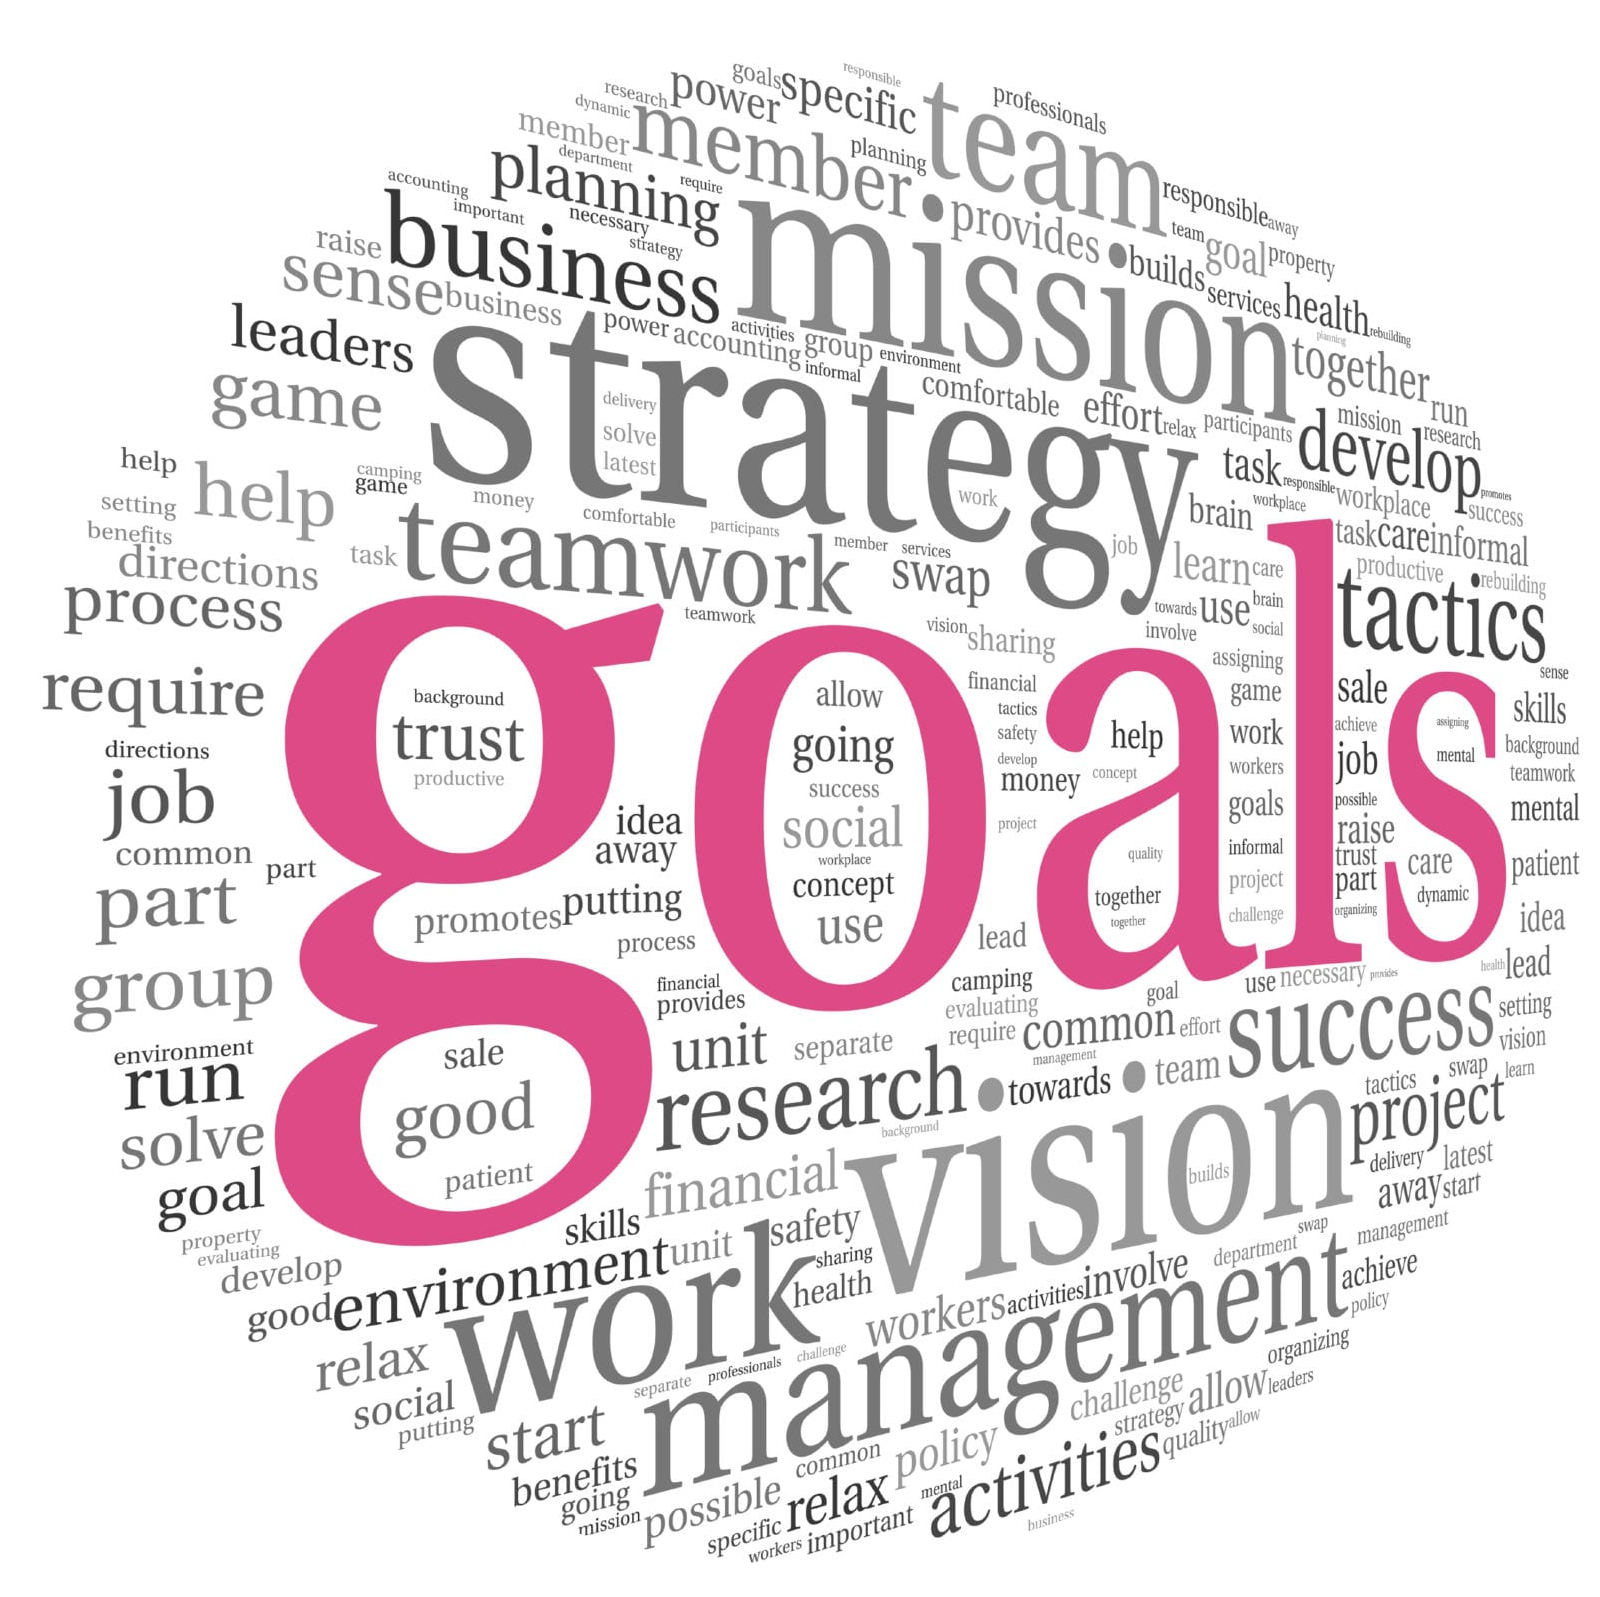 responsible
goals
specific
team
professionals
research
power
dynamic
member
member
planning
department
planning
require
responsible
away
accounting
important
necessary
strategy
mission
provides
team
goal
property
business
builds
services
health
rebuilding
raise
sense
business
power
accounting
activities
group
environment
informal
planning
together
run
leaders
strategy
comfortable
effort
relax
participants
mission
research
game
delivery
solve
latest
develop
promotes
help
help
camping
game
money
comfortable
participants
work
task
responsible
workplace
workplace
success
setting
benefits
directions
task
teamwork
member
services
swap
job
brain
learn
care
task
care
informal
productive
rebuilding
process
teamwork
vision
sharing
towards
use
brain
social
involve
tactics
require
goals
background
trust
productive
allow
going
success
social
workplace
concept
use
financial
tactics
safety
develop
money
concept
project
assigning
game
work
workers
goals
informal
project
challenge
help
quality
together
together
sale
achieve
job
possible
raise
trust
part
organizing
assigning
mental
care
dynamic
sense
skills
background
teamwork
mental
patient
idea
directions
job
common
part
part
idea
away
promotes
putting
process
lead
group
financial
provides
camping
evaluating
require
goal
use
necessary
provides
health
lead
setting
vision
environment
run
sale
good
patient
unit
separate
common
effort
management
success
swap
learn
solve
research
towards
team
background
tactics
project
goal
financial
vision
builds
delivery
latest
away
start
property
evaluating
develop
skills
unit
safety
sharing
health
swap
department
management
good
environment
work
workers
activities
involve
achieve
policy
relax
social
putting
separate
professionals
challenge
management
organizing
start
challenge
strategy
allow
leaders
benefits
going
mission
possible
common
policy
quality
allow
specific
relax
mental
activities
workers
important
business